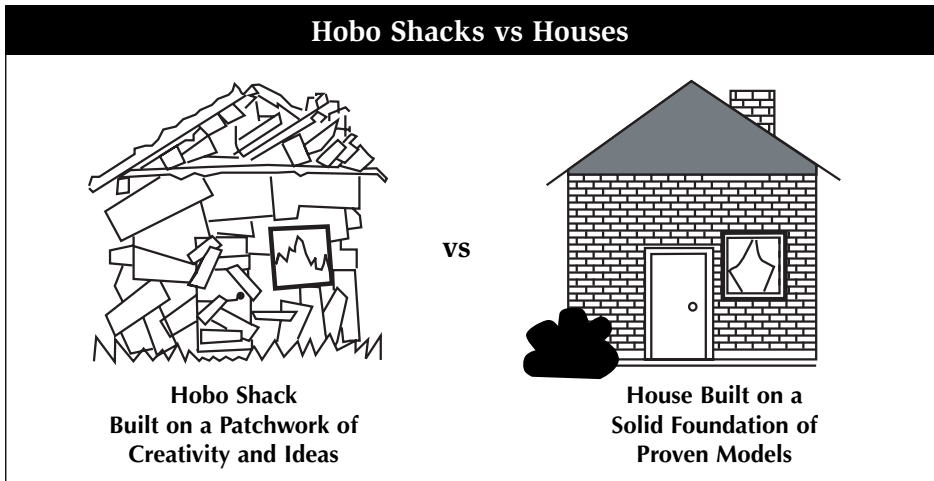 Hobo Shacks vs Houses
vs
Hobo Shack
Built on a Patchwork of
Creativity and Ideas
House Built on a
Solid Foundation of
Proven Models